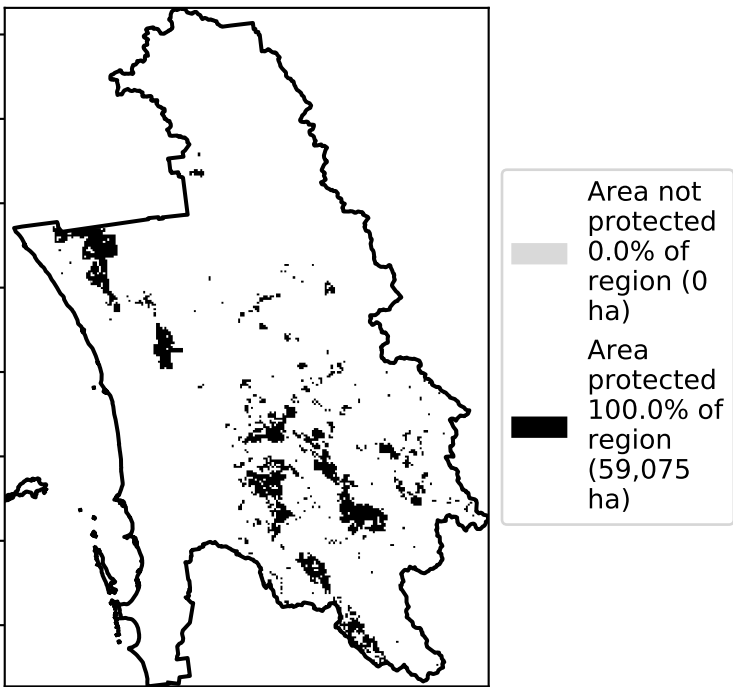 Area not
protected
0.0% of
region (0
ha)
Area
protected
100.0% of
region
(59,075
ha)